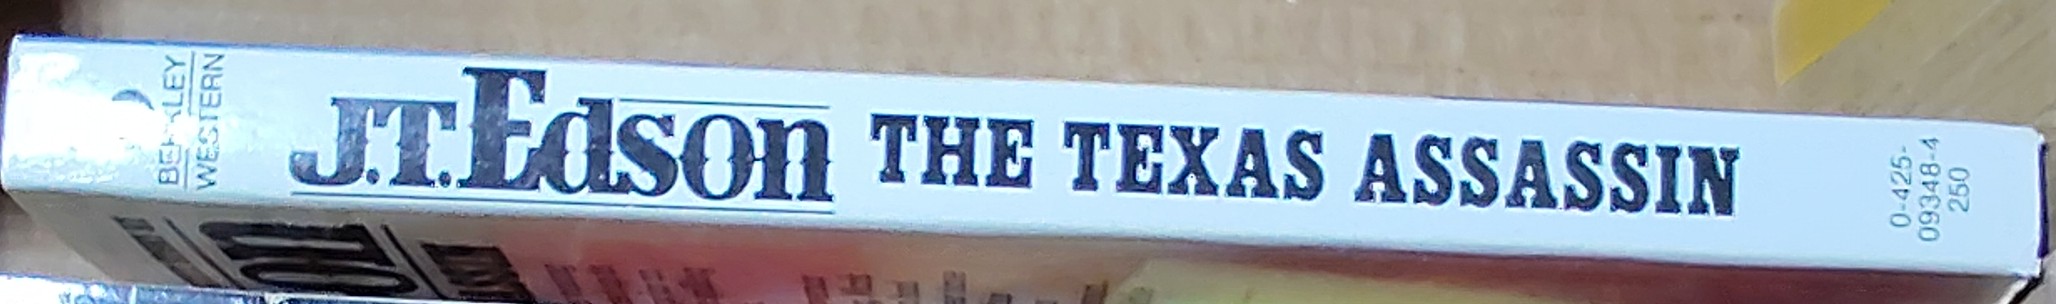 BERKLEY
WESTERN
J.T. Edson THE TEXAS ASSASSIN
0-425-
09348-4
250